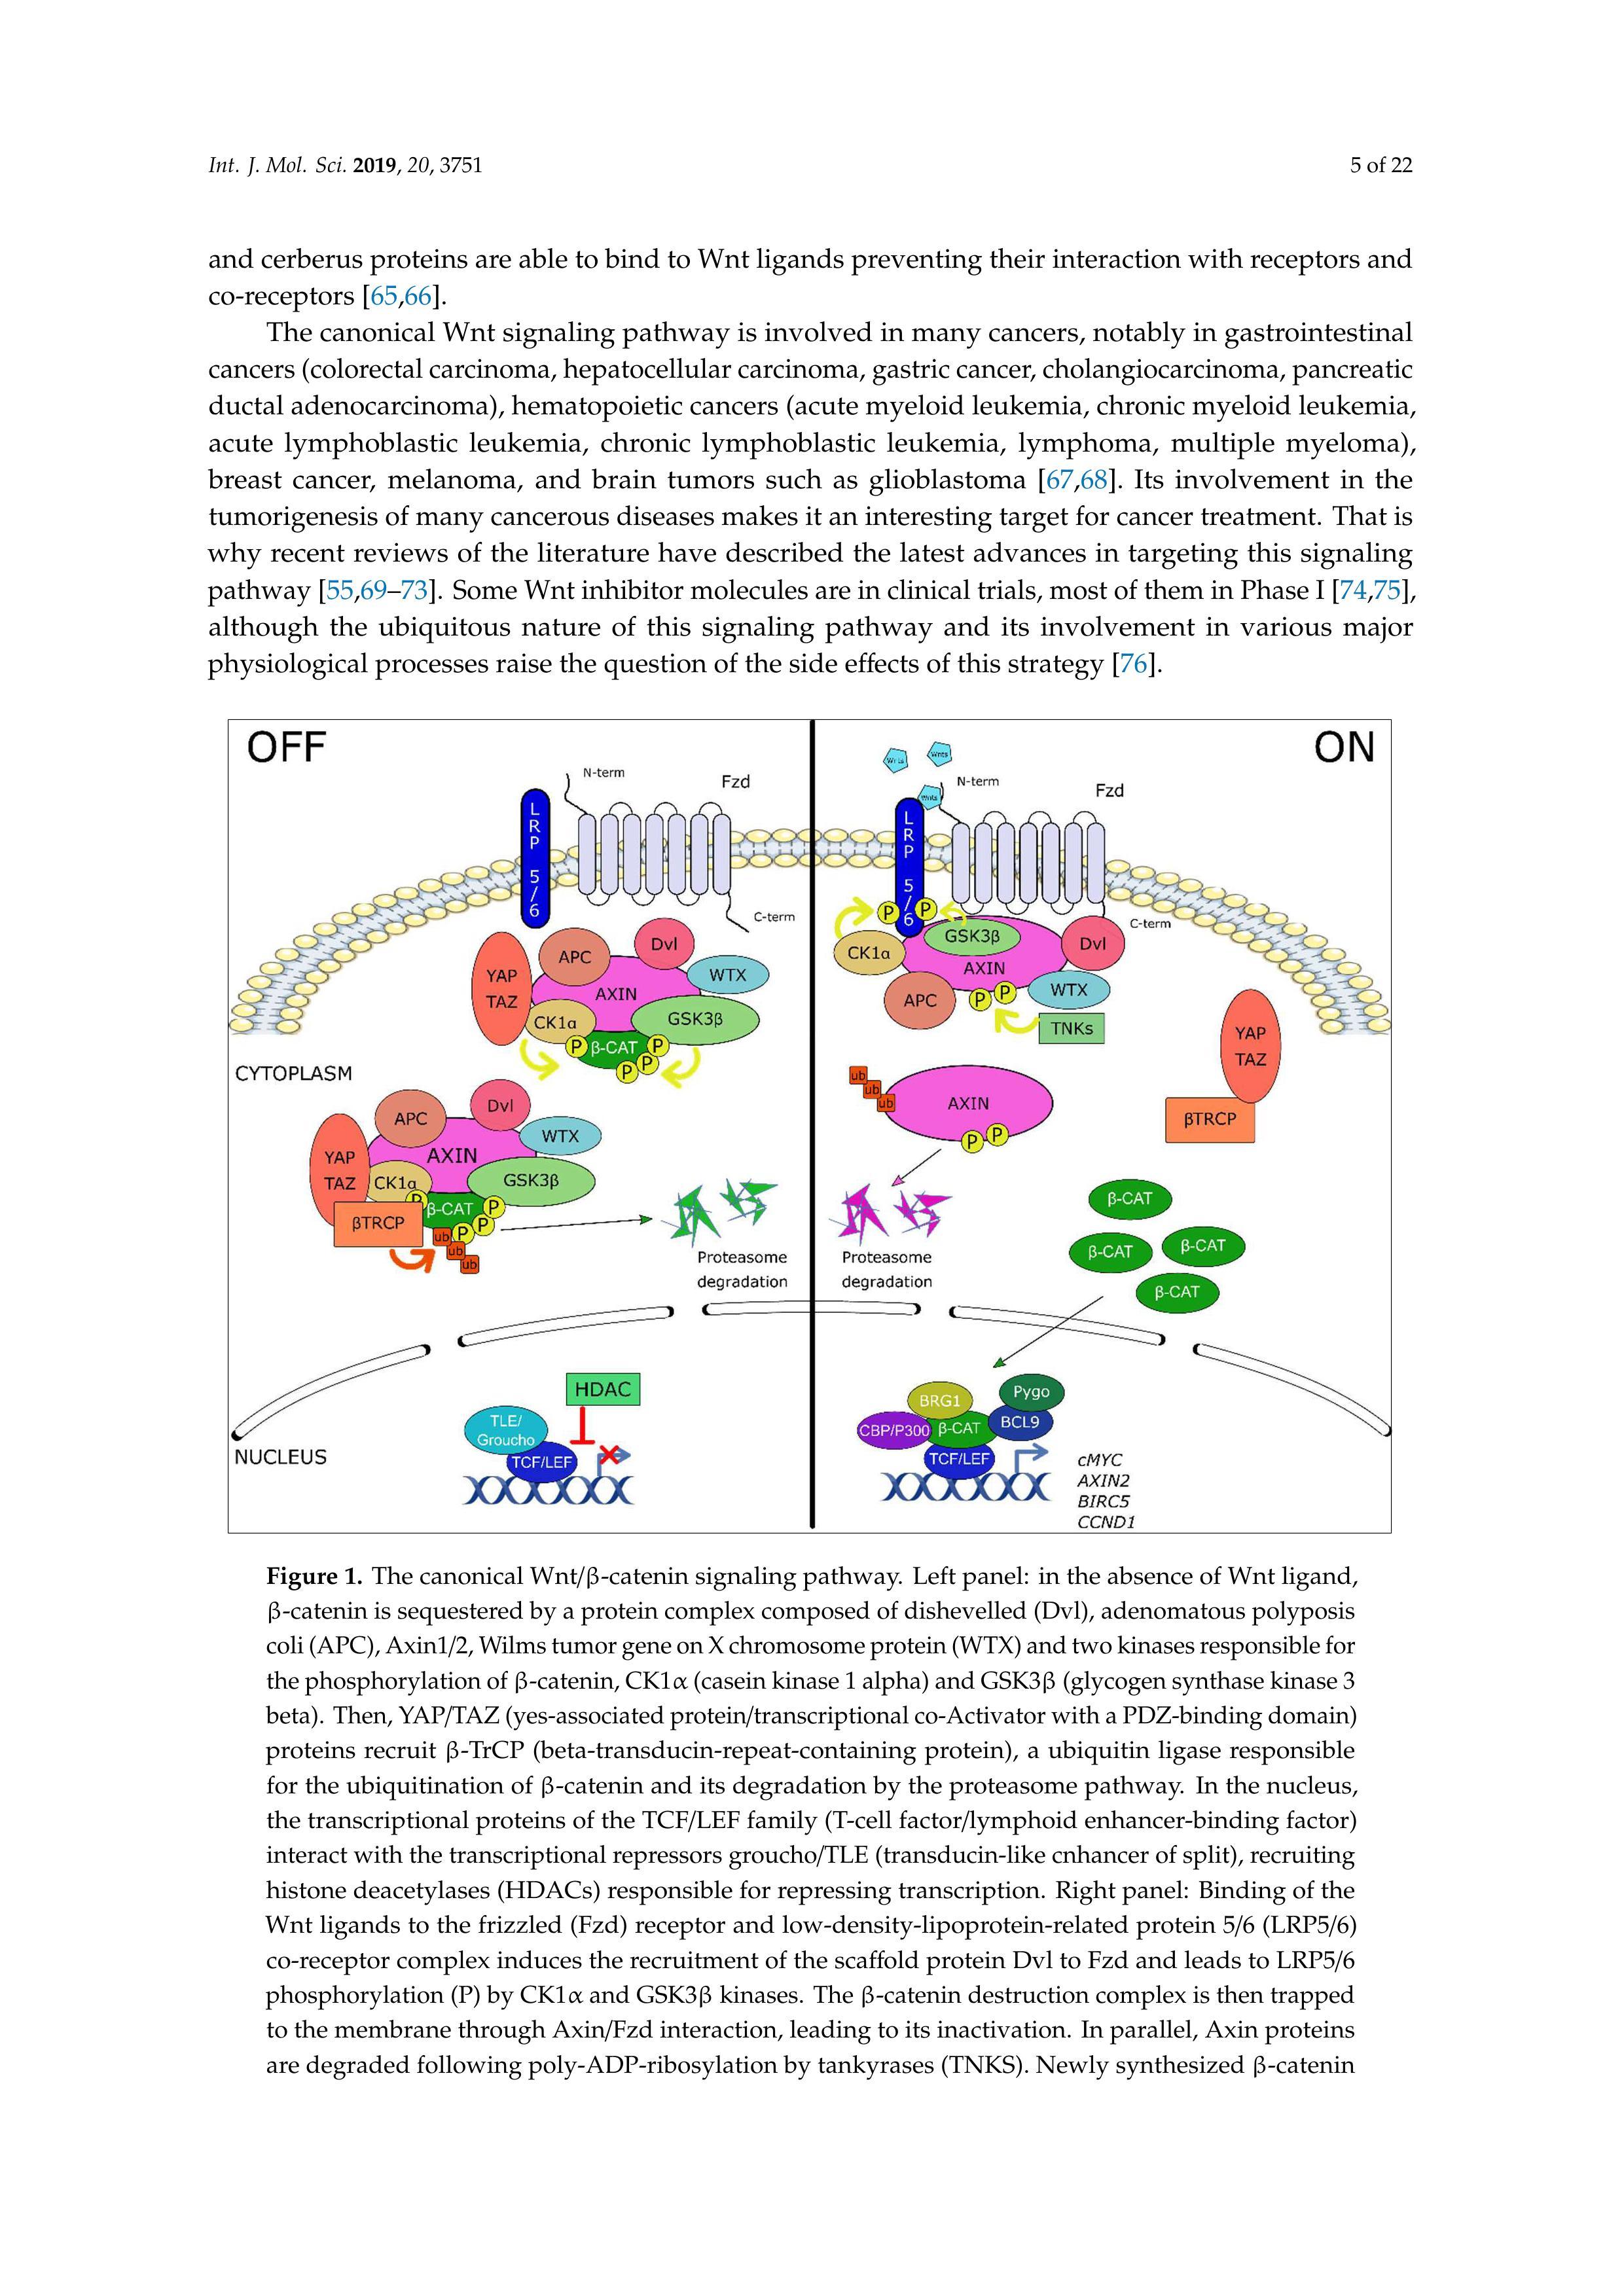 Int. J. Mol. Sci. 2019, 20, 3751
5 of 22
and cerberus proteins are able to bind to Wnt ligands preventing their interaction with receptors and
co-receptors [65,66].
The canonical Wnt signaling pathway is involved in many cancers, notably in gastrointestinal
cancers (colorectal carcinoma, hepatocellular carcinoma, gastric cancer, cholangiocarcinoma, pancreatic
ductal adenocarcinoma), hematopoietic cancers (acute myeloid leukemia, chronic myeloid leukemia,
acute lymphoblastic leukemia, chronic lymphoblastic leukemia, lymphoma, multiple myeloma),
breast cancer, melanoma, and brain tumors such as glioblastoma [67,68]. Its involvement in the
tumorigenesis of many cancerous diseases makes it an interesting target for cancer treatment. That is
why recent reviews of the literature have described the latest advances in targeting this signaling
pathway [55,69–73]. Some Wnt inhibitor molecules are in clinical trials, most of them in Phase I [74,75],
although the ubiquitous nature of this signaling pathway and its involvement in various major
physiological processes raise the question of the side effects of this strategy [76].
OFF
N-term
Fzd
LRP 5/6
C-term
APC
Dvl
YAP
TAZ
WTX
AXIN
CK1α
GSK3β
P
β-CAT
P
P
P
CYTOPLASM
APC
Dvl
YAP
TAZ
WTX
AXIN
CK1α
GSK3β
P
β-CAT
P
P
P
βTRCP
ub
ub
ub
Proteasome
degradation
HDAC
TLE/
Groucho
TCF/LEF
NUCLEUS
ON
Wnts
Wnts
Wnts
N-term
Fzd
LRP 5/6
P
P
C-term
CK1α
GSK3β
Dvl
AXIN
APC
P
P
WTX
TNKs
YAP
TAZ
βTRCP
ub
ub
ub
AXIN
P
P
Proteasome
degradation
β-CAT
β-CAT
β-CAT
β-CAT
BRG1
Pygo
CBP/P300
β-CAT
BCL9
TCF/LEF
cMYC
AXIN2
BIRC5
CCND1
Figure 1. The canonical Wnt/β-catenin signaling pathway. Left panel: in the absence of Wnt ligand,
β-catenin is sequestered by a protein complex composed of dishevelled (Dvl), adenomatous polyposis
coli (APC), Axin1/2, Wilms tumor gene on X chromosome protein (WTX) and two kinases responsible for
the phosphorylation of β-catenin, CK1α (casein kinase 1 alpha) and GSK3β (glycogen synthase kinase 3
beta). Then, YAP/TAZ (yes-associated protein/transcriptional co-Activator with a PDZ-binding domain)
proteins recruit β-TrCP (beta-transducin-repeat-containing protein), a ubiquitin ligase responsible
for the ubiquitination of β-catenin and its degradation by the proteasome pathway. In the nucleus,
the transcriptional proteins of the TCF/LEF family (T-cell factor/lymphoid enhancer-binding factor)
interact with the transcriptional repressors groucho/TLE (transducin-like cnhancer of split), recruiting
histone deacetylases (HDACs) responsible for repressing transcription. Right panel: Binding of the
Wnt ligands to the frizzled (Fzd) receptor and low-density-lipoprotein-related protein 5/6 (LRP5/6)
co-receptor complex induces the recruitment of the scaffold protein Dvl to Fzd and leads to LRP5/6
phosphorylation (P) by CK1α and GSK3β kinases. The β-catenin destruction complex is then trapped
to the membrane through Axin/Fzd interaction, leading to its inactivation. In parallel, Axin proteins
are degraded following poly-ADP-ribosylation by tankyrases (TNKS). Newly synthesized β-catenin